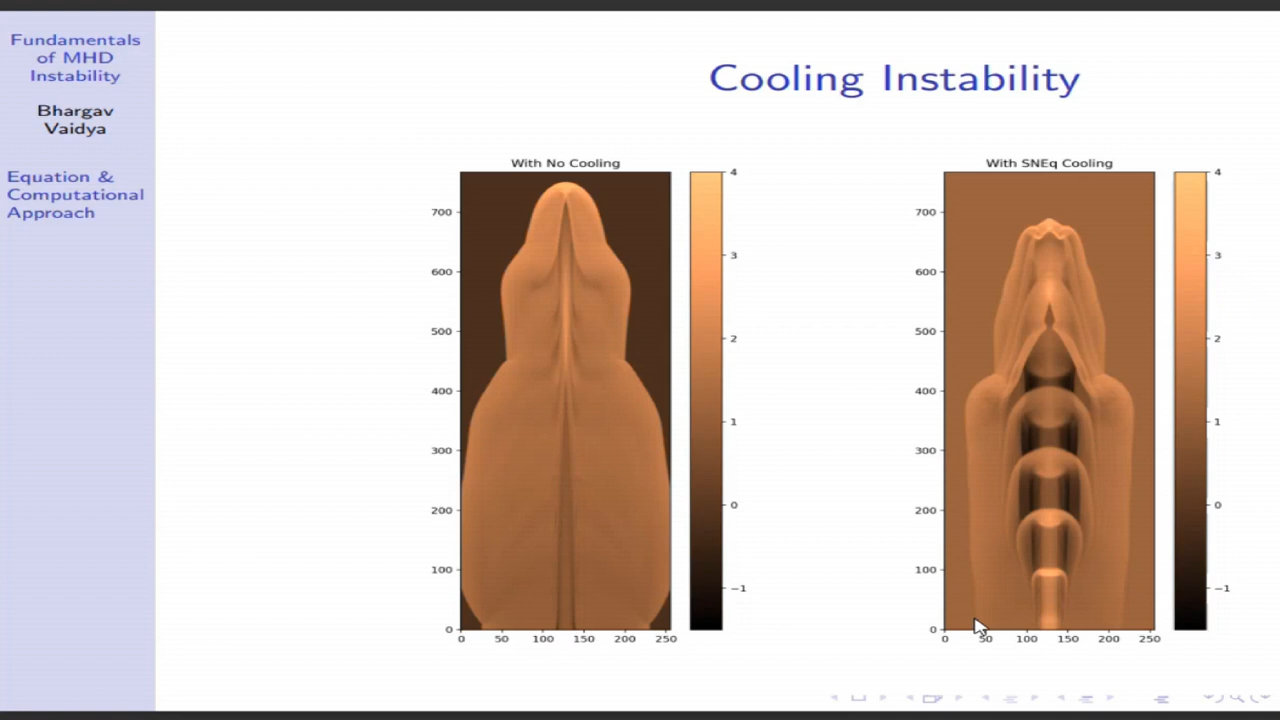 Fundamentals
of MHD
Instability
Bhargav
Vaidya
Equation &
Computational
Approach
Cooling Instability
With No Cooling
700
600
500
400
300
200
100
0
0 50 100 150 200 250
4
3
2
1
0
−1
With SNEq Cooling
700
600
500
400
300
200
100
0
0 50 100 150 200 250
4
3
2
1
0
−1